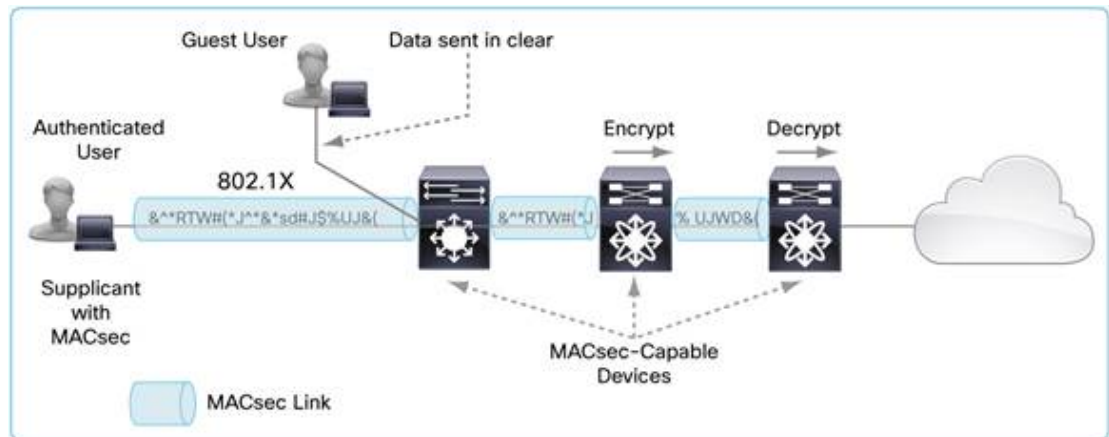 Guest User
Data sent in clear
Authenticated
User
Encrypt
Decrypt
802.1X
&^*RTW#(*J^*&*sd#J$%UJ&(
&^*RTW#(*J
% UJWD&(
Supplicant
with
MACsec
MACsec-Capable
Devices
MACsec Link